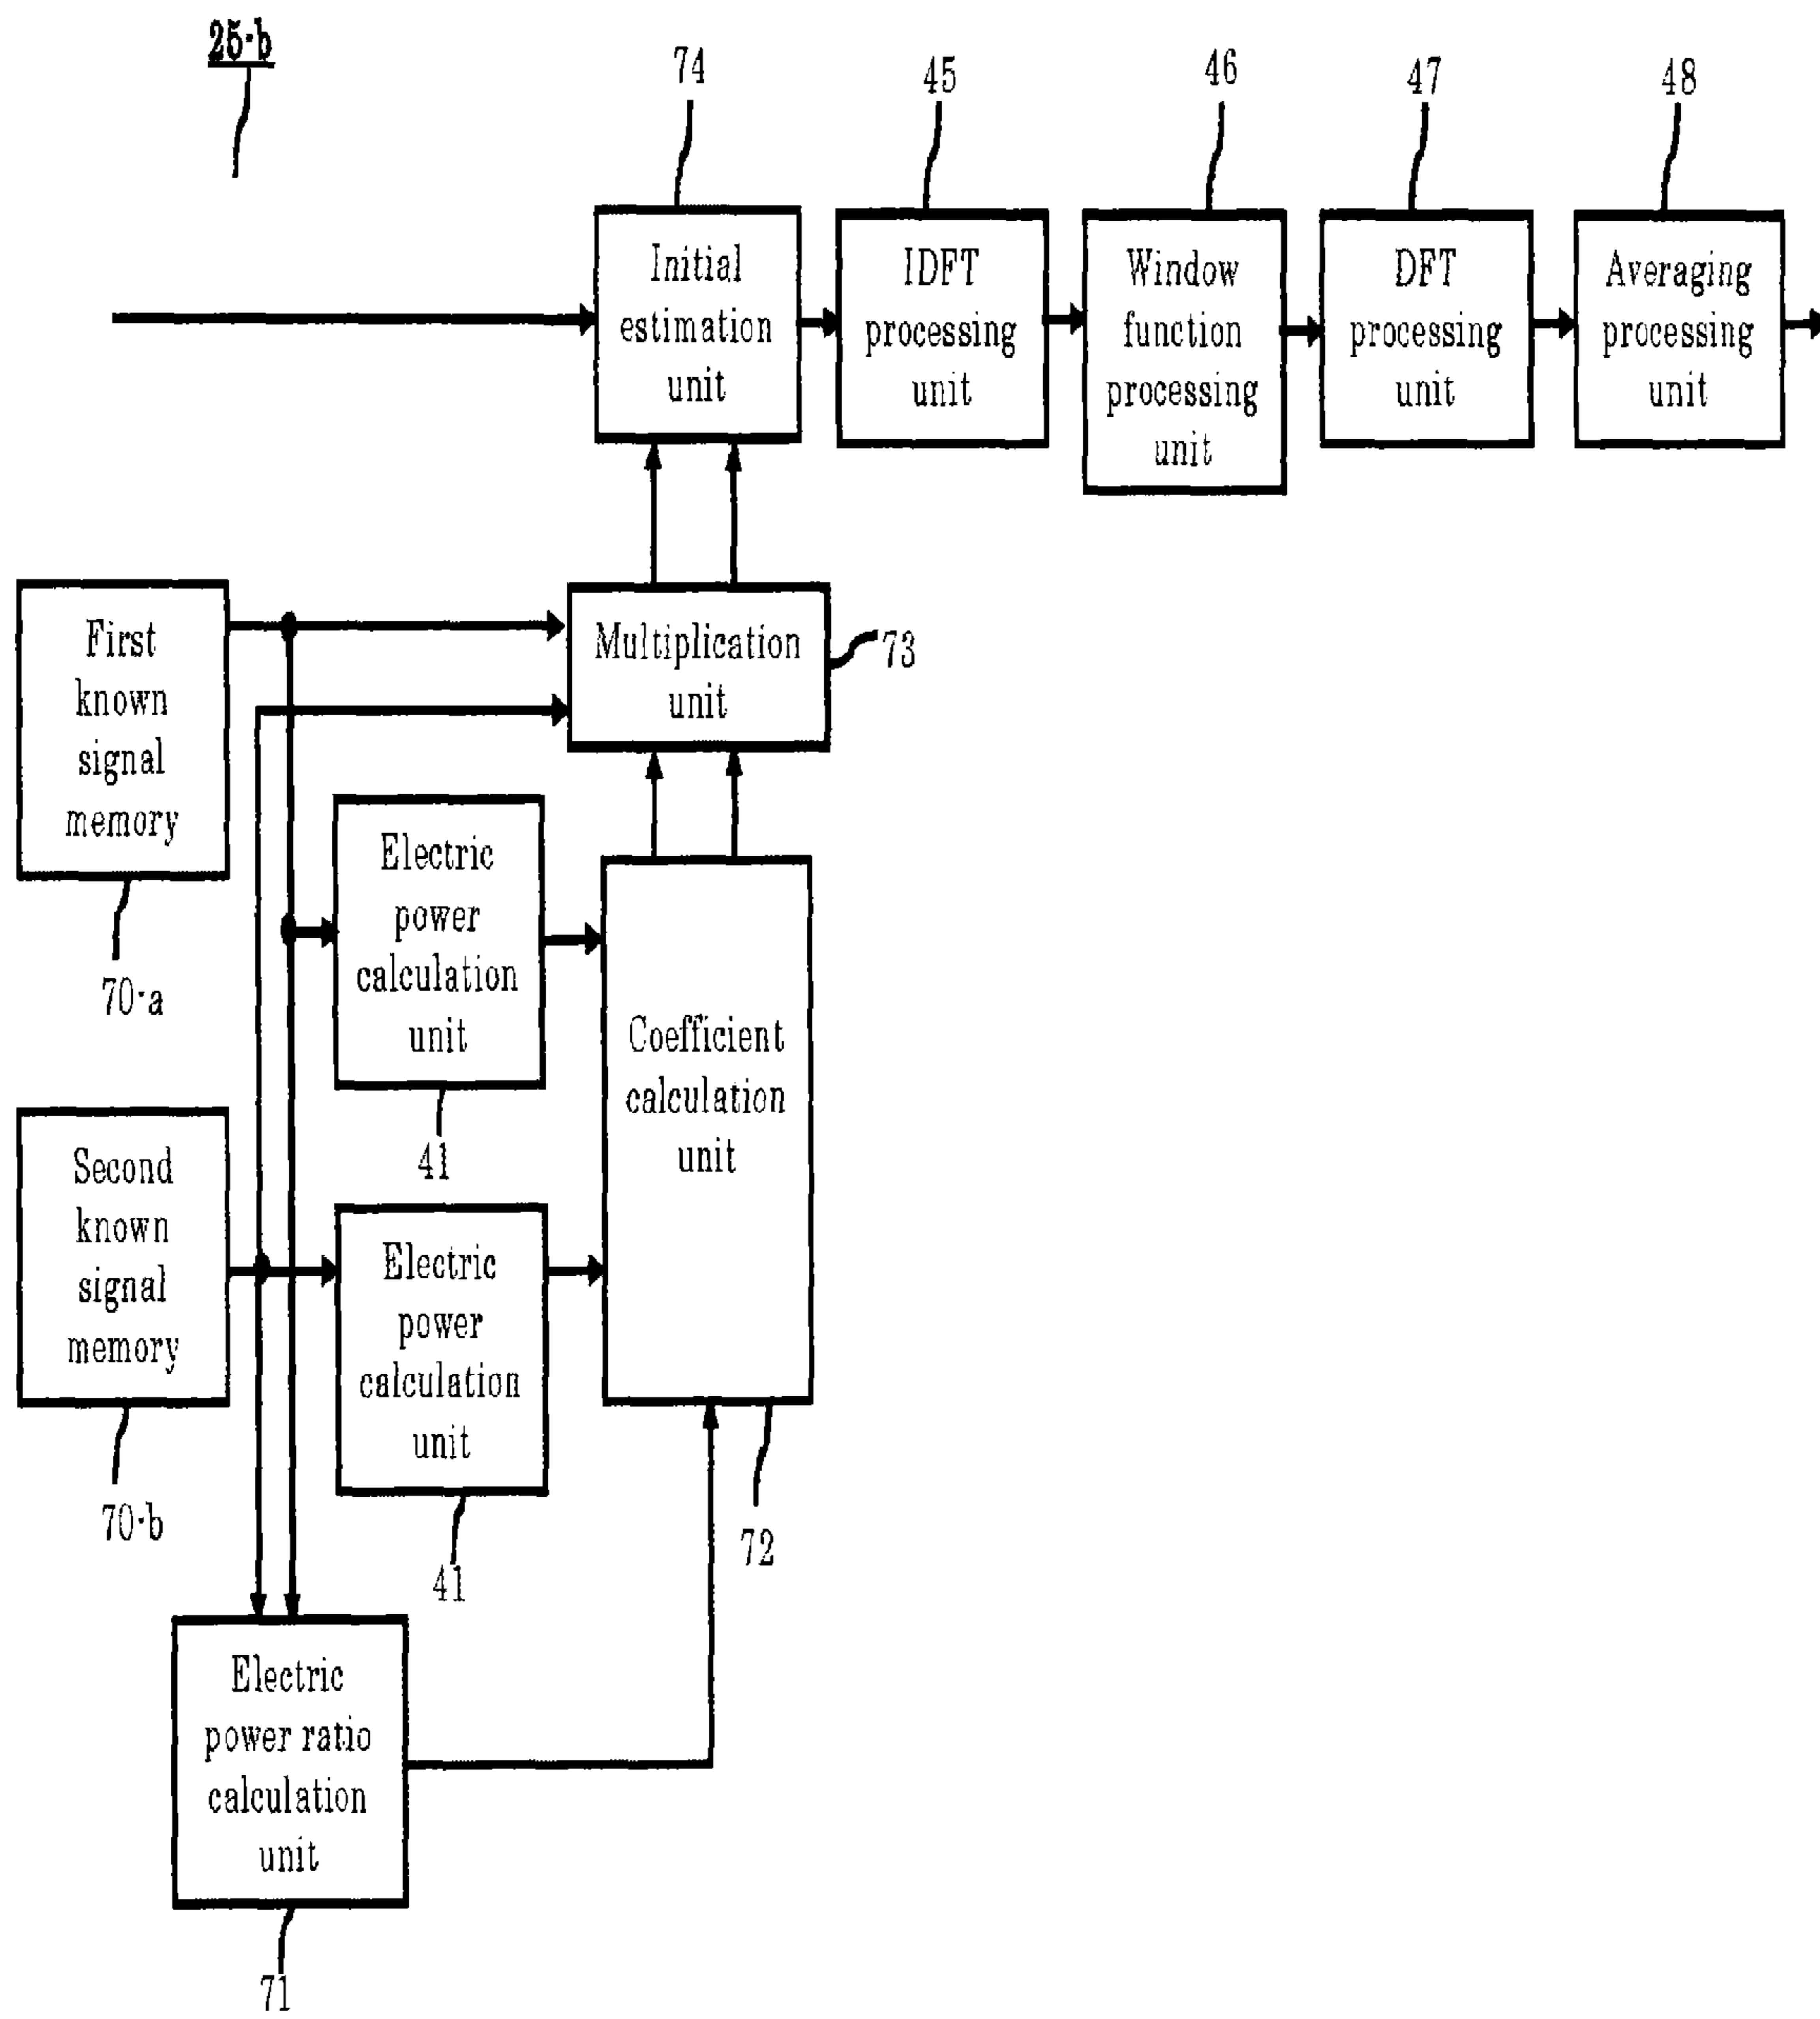 25-b
74
45
46
47
48
Initial
estimation
unit
IDFT
processing
unit
Window
function
processing
unit
DFT
processing
unit
Averaging
processing
unit
First
known
signal
memory
70-a
Multiplication
unit
73
Electric
power
calculation
unit
41
Coefficient
calculation
unit
72
Second
known
signal
memory
70-b
Electric
power
calculation
unit
41
Electric
power ratio
calculation
unit
71